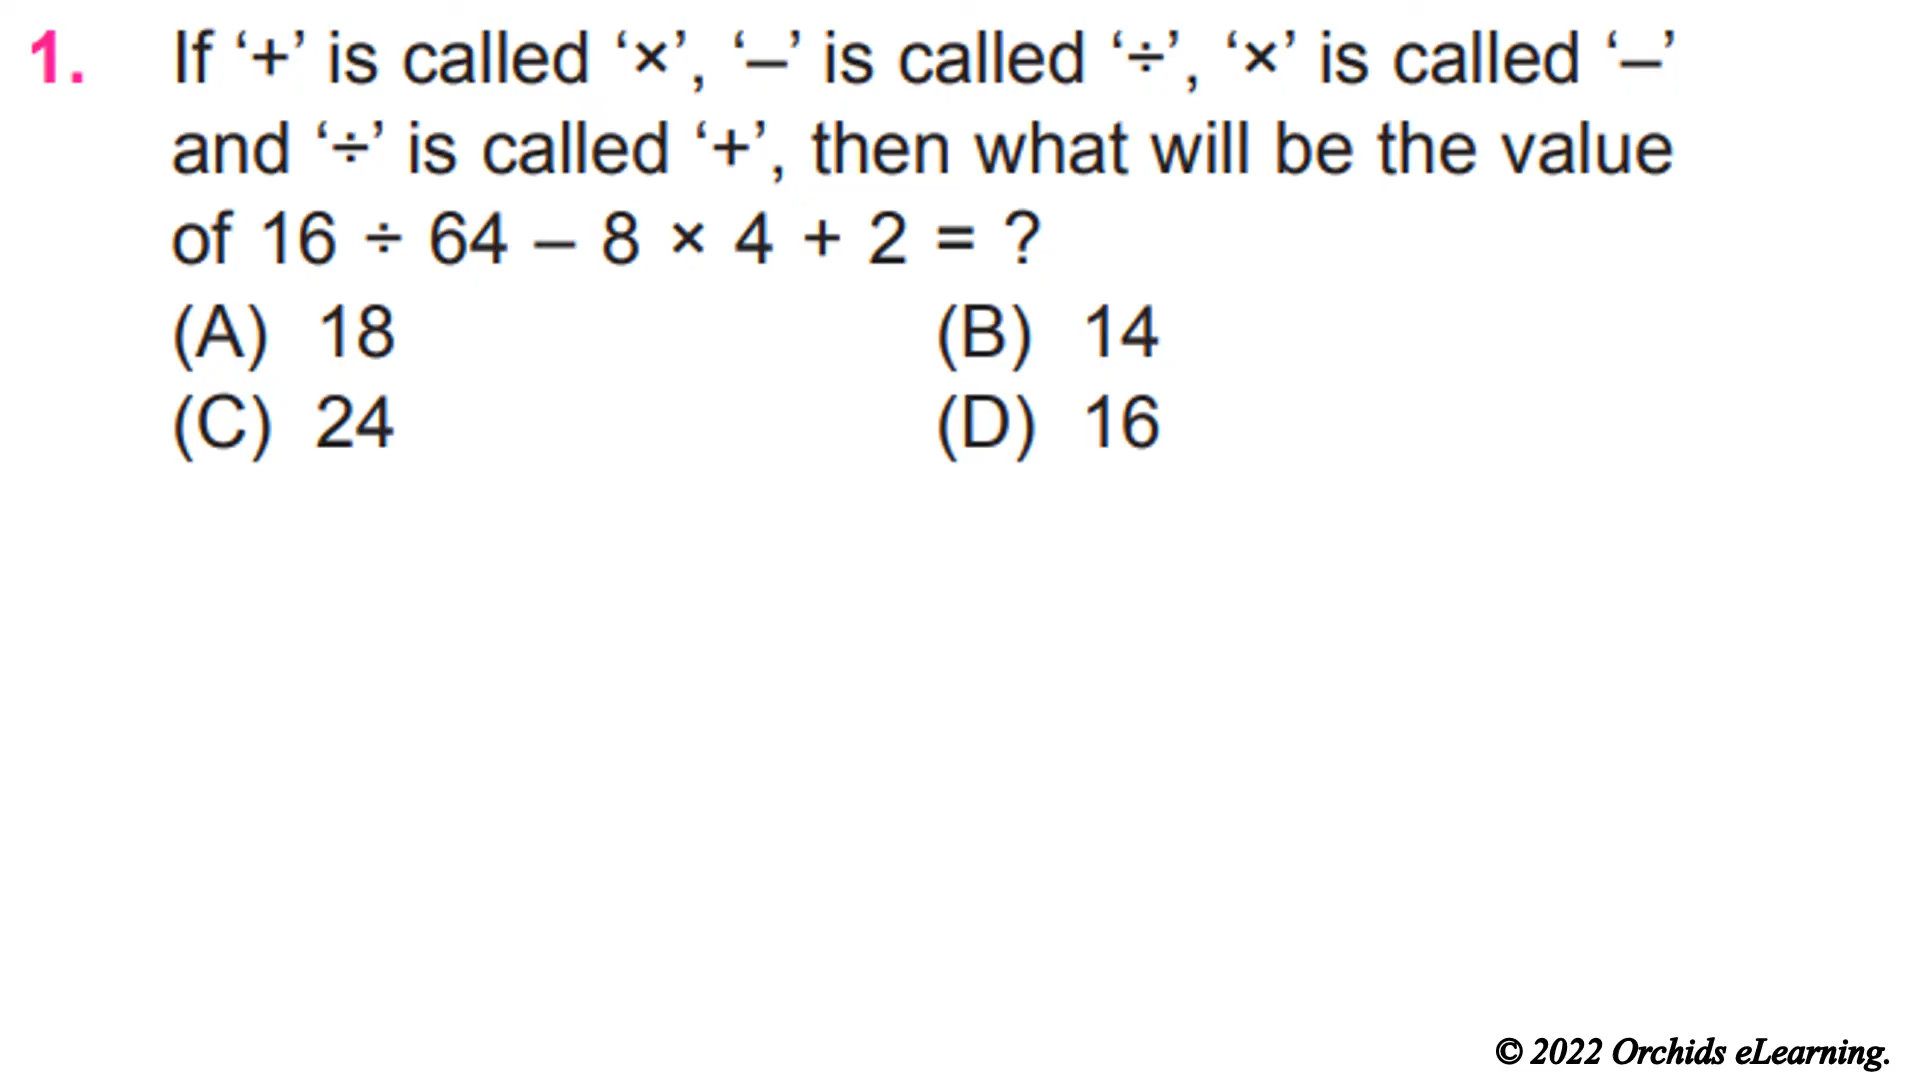 1. If ‘+’ is called ‘×’, ‘–’ is called ‘÷’, ‘×’ is called ‘–’
and ‘÷’ is called ‘+’, then what will be the value
of 16 ÷ 64 – 8 × 4 + 2 = ?
(A) 18 (B) 14
(C) 24 (D) 16
© 2022 Orchids eLearning.